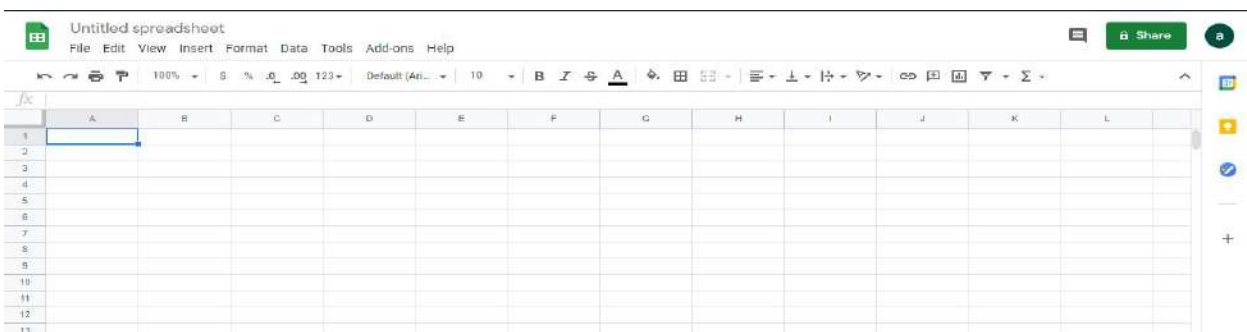 Untitled spreadsheet
File Edit View Insert Format Data Tools Add-ons Help
Share
a
100% $ % .0_ .00 123 Default (Ari... 10 B I S A Σ
fx
A B C D E F G H I J K L
1
2
3
4
5
6
7
8
9
10
11
12
13